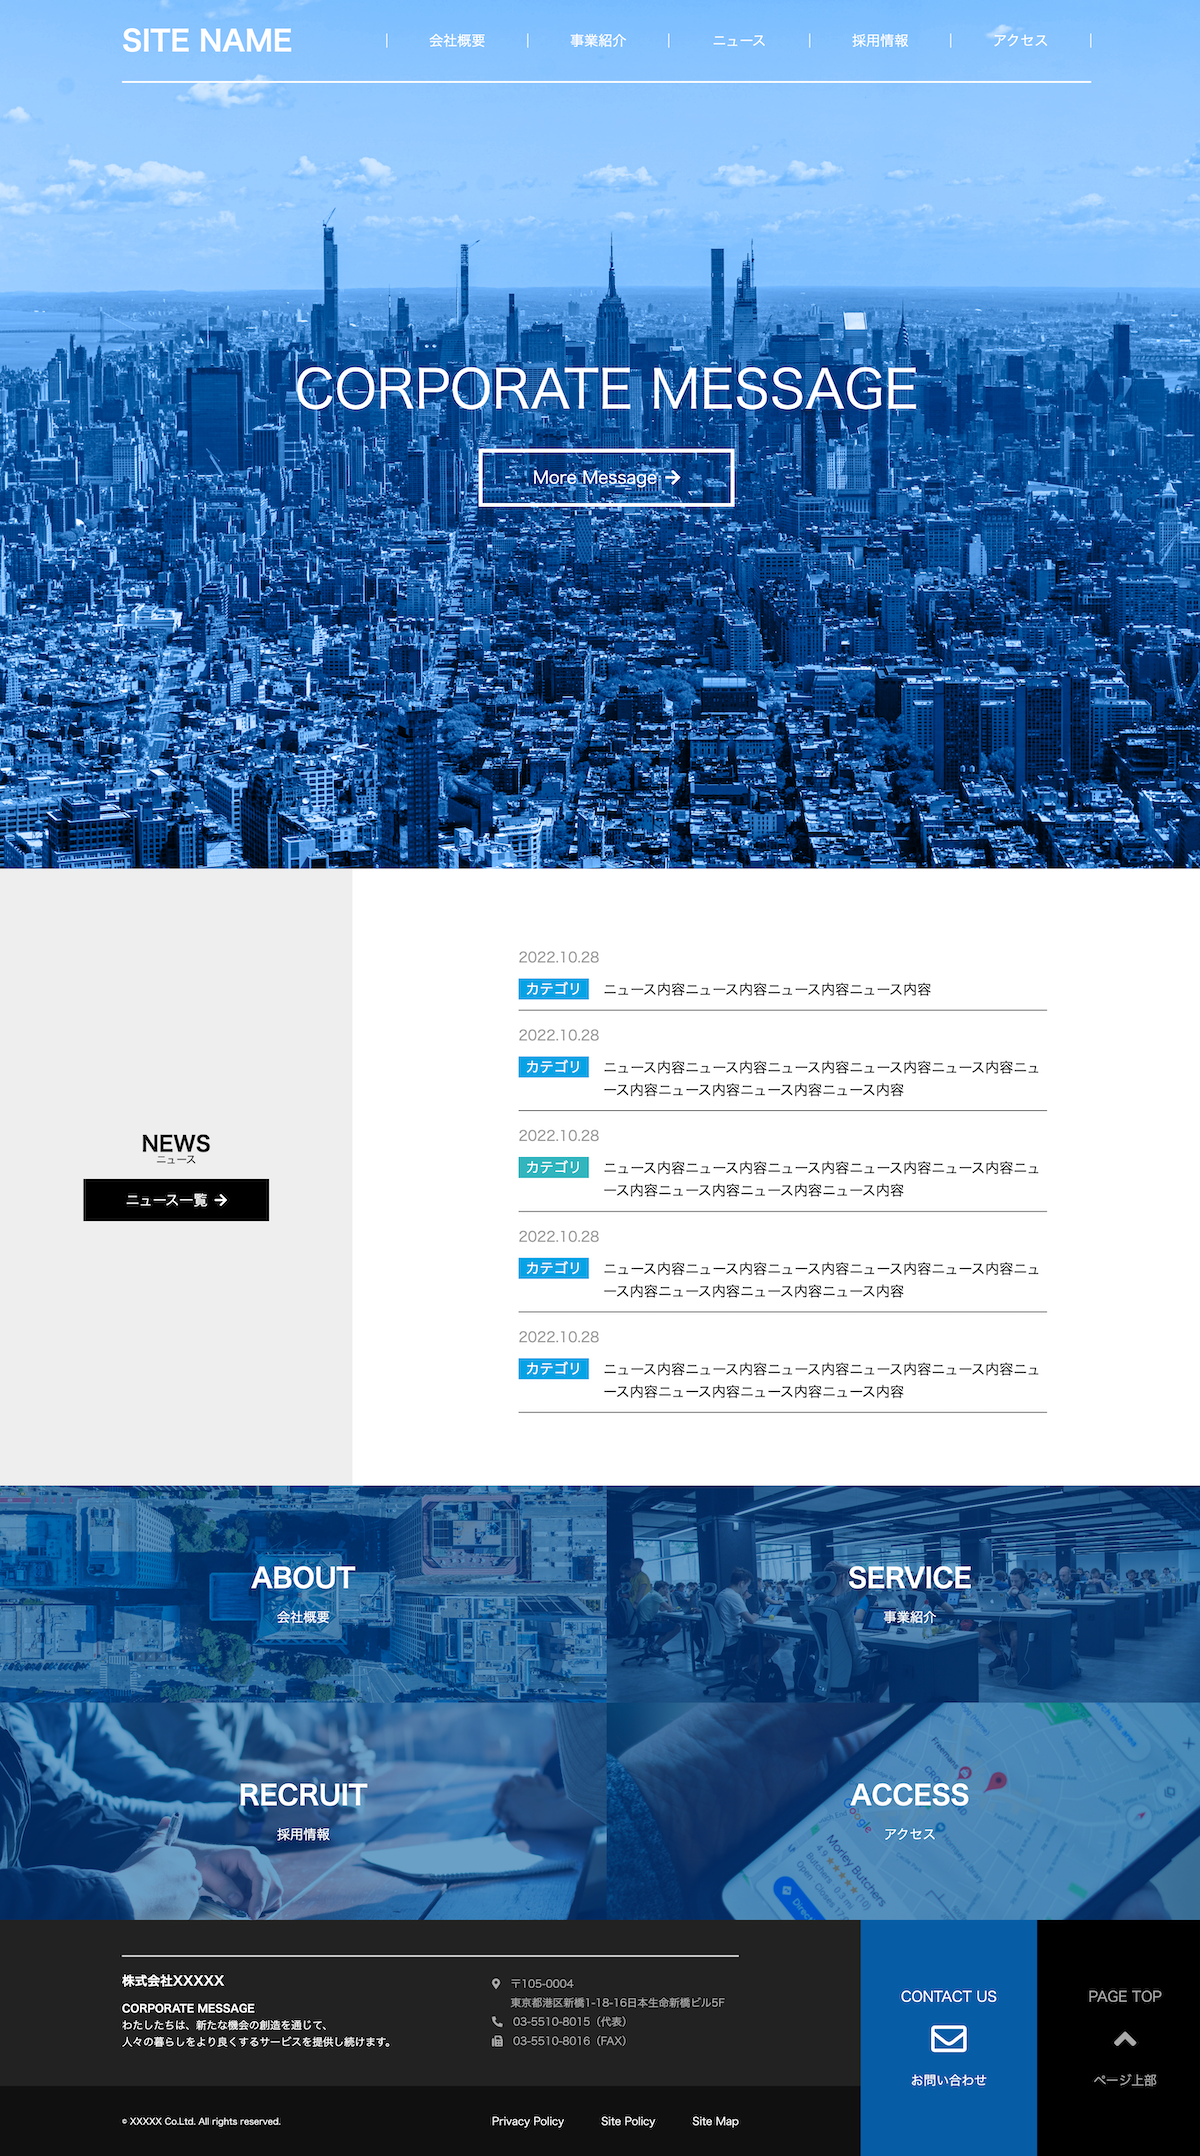 SITE NAME
会社概要
事業紹介
ニュース
採用情報
アクセス
CORPORATE MESSAGE
More Message
2022.10.28
カテゴリ ニュース内容ニュース内容ニュース内容ニュース内容
2022.10.28
カテゴリ ニュース内容ニュース内容ニュース内容ニュース内容ニュース内容ニュ
ース内容ニュース内容ニュース内容ニュース内容
NEWS
ニュース
ニュース一覧
2022.10.28
カテゴリ ニュース内容ニュース内容ニュース内容ニュース内容ニュース内容ニュ
ース内容ニュース内容ニュース内容ニュース内容
2022.10.28
カテゴリ ニュース内容ニュース内容ニュース内容ニュース内容ニュース内容ニュ
ース内容ニュース内容ニュース内容ニュース内容
2022.10.28
カテゴリ ニュース内容ニュース内容ニュース内容ニュース内容ニュース内容ニュ
ース内容ニュース内容ニュース内容ニュース内容
ABOUT
会社概要
SERVICE
事業紹介
RECRUIT
採用情報
ACCESS
アクセス
Freemans
Google
Morley Butchers
4.9 (10)
Butchers
Open
search this area
株式会社XXXXX
CORPORATE MESSAGE
わたしたちは、新たな機会の創造を通じて、
人々の暮らしをより良くするサービスを提供し続けます。
〒105-0004
東京都港区新橋1-18-16日本生命新橋ビル5F
03-5510-8015（代表）
03-5510-8016（FAX）
CONTACT US
お問い合わせ
PAGE TOP
ページ上部
© XXXXX Co.Ltd. All rights reserved.
Privacy Policy
Site Policy
Site Map